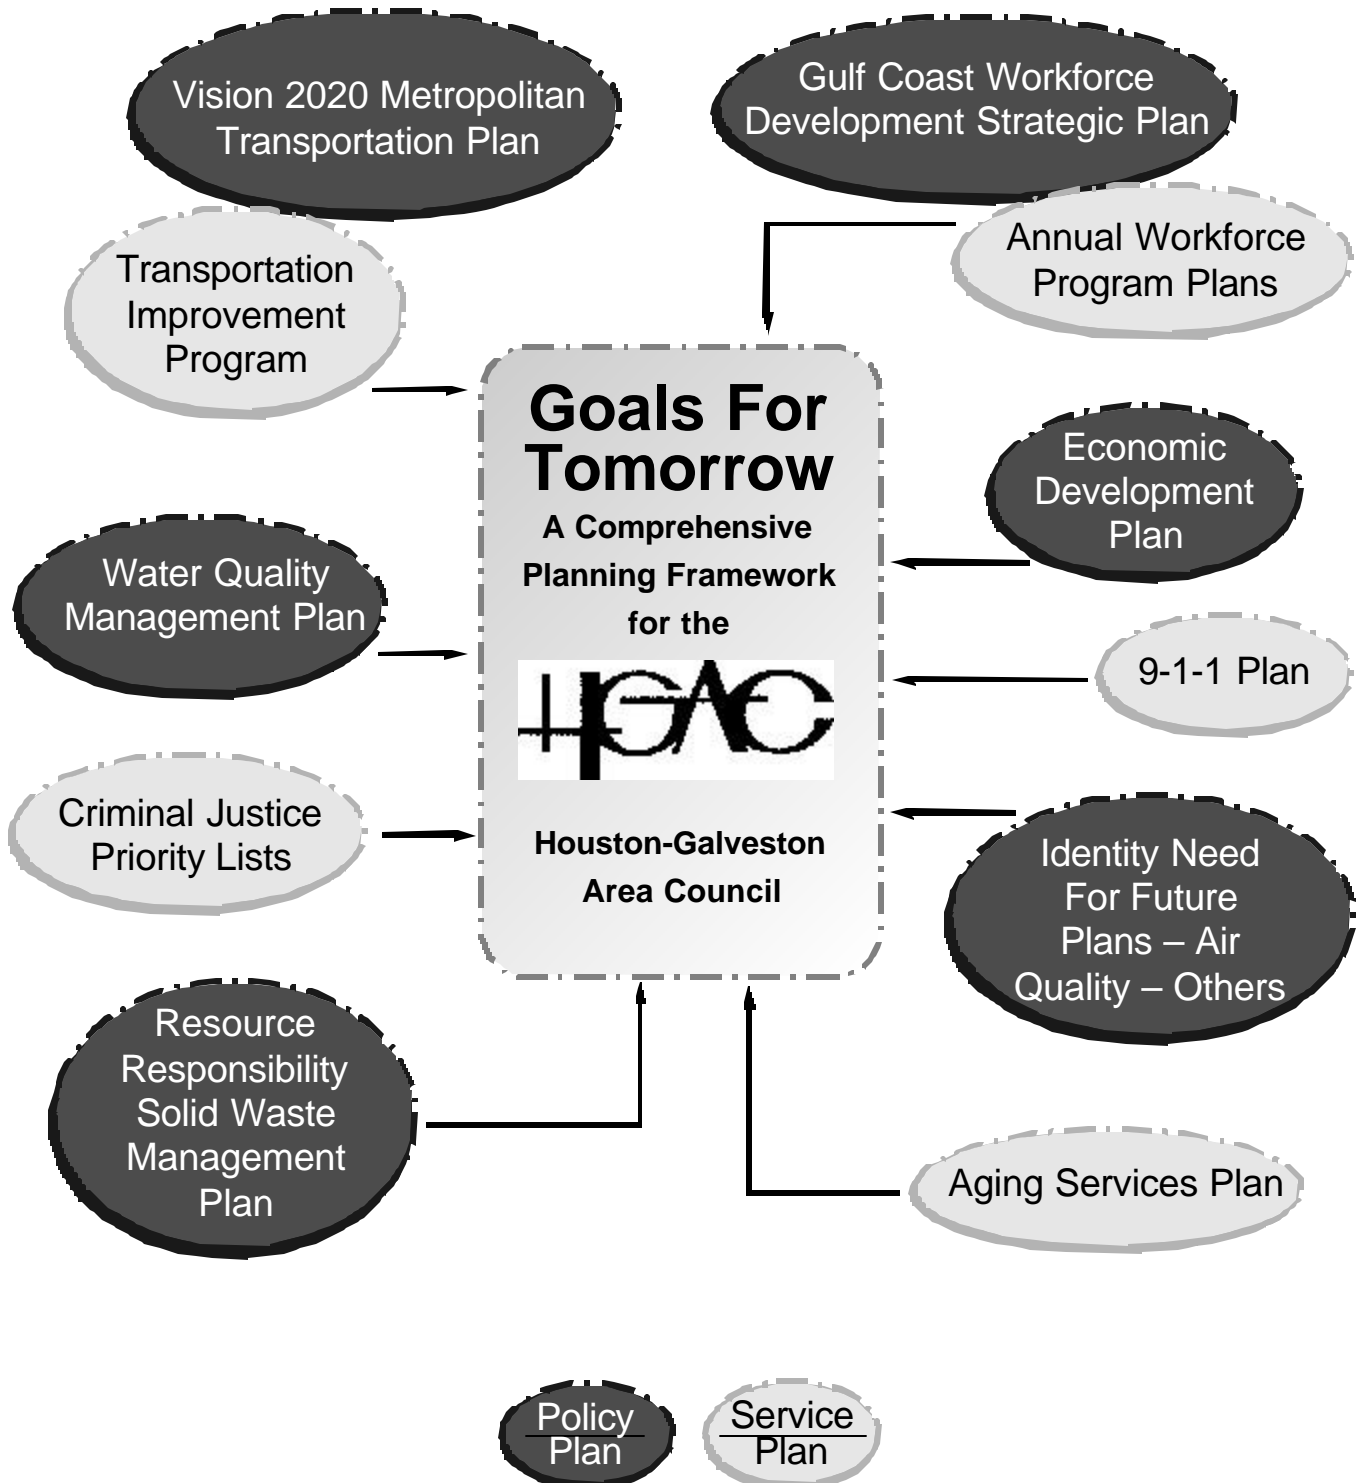 Vision 2020 Metropolitan
Transportation Plan
Gulf Coast Workforce
Development Strategic Plan
Transportation
Improvement
Program
Annual Workforce
Program Plans
Goals For
Tomorrow
A Comprehensive
Planning Framework
for the
HGAC
Houston-Galveston
Area Council
Economic
Development
Plan
Water Quality
Management Plan
9-1-1 Plan
Criminal Justice
Priority Lists
Identity Need
For Future
Plans – Air
Quality – Others
Resource
Responsibility
Solid Waste
Management
Plan
Aging Services Plan
Policy
Plan
Service
Plan